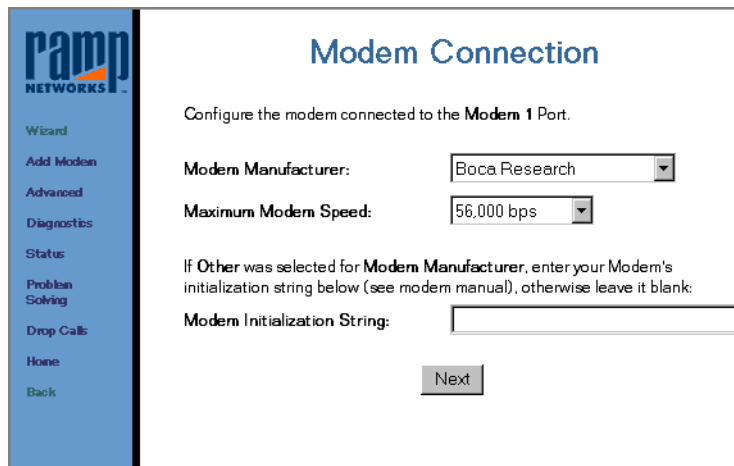 ramp
NETWORKS
Wizard
Add Modem
Advanced
Diagnostics
Status
Problem
Solving
Drop Calls
Home
Back
Modem Connection
Configure the modem connected to the Modem 1 Port.
Modem Manufacturer: Boca Research
Maximum Modem Speed: 56,000 bps
If Other was selected for Modem Manufacturer, enter your Modem's
initialization string below (see modem manual), otherwise leave it blank:
Modem Initialization String:
Next